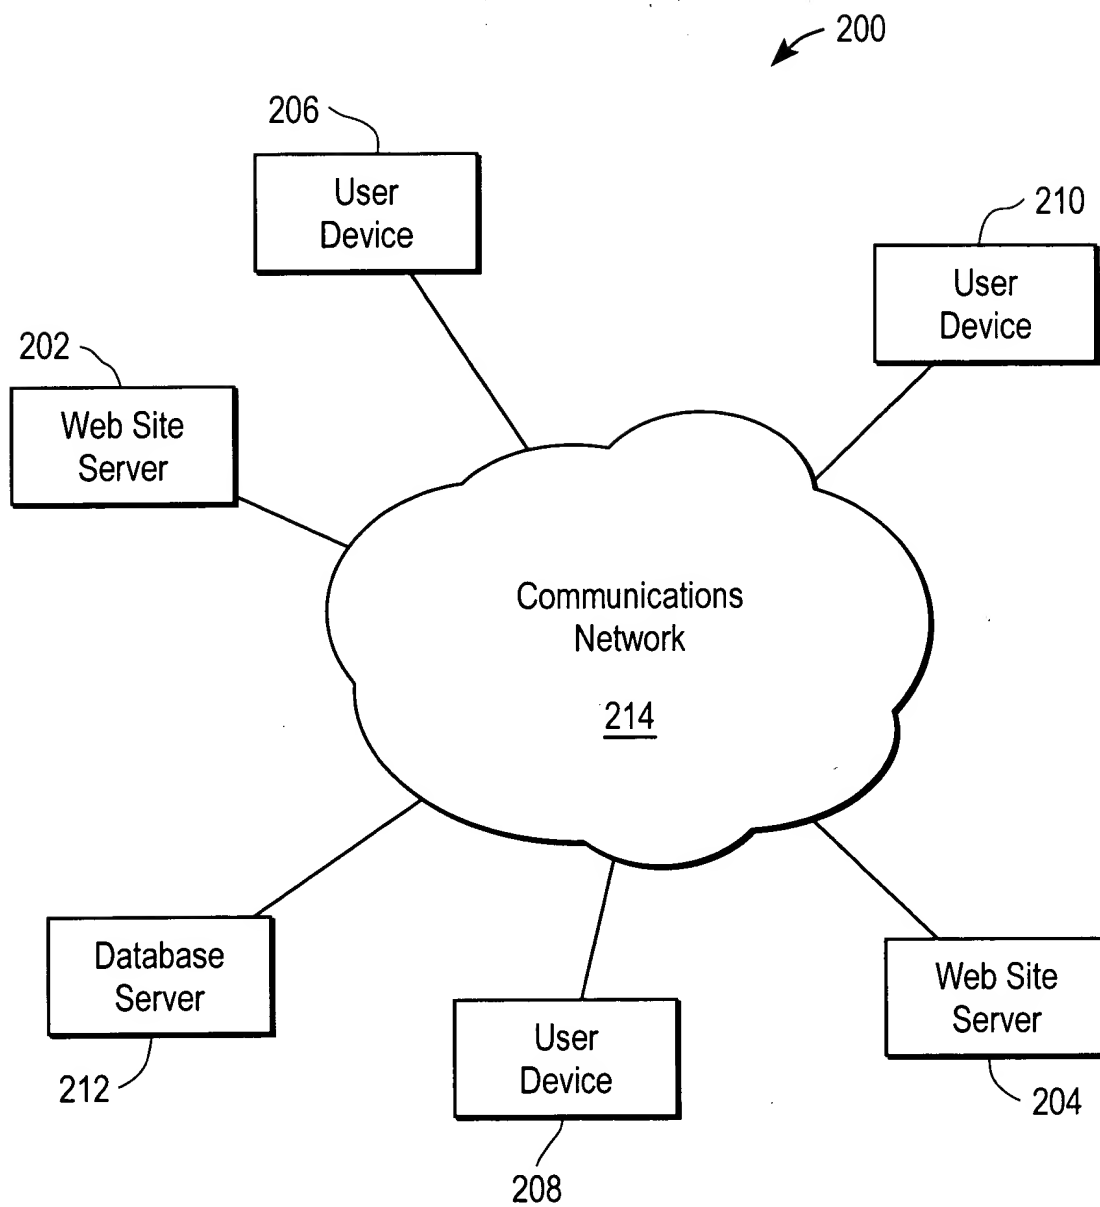 200
206
User
Device
210
User
Device
202
Web Site
Server
Communications
Network
214
Database
Server
212
User
Device
208
Web Site
Server
204